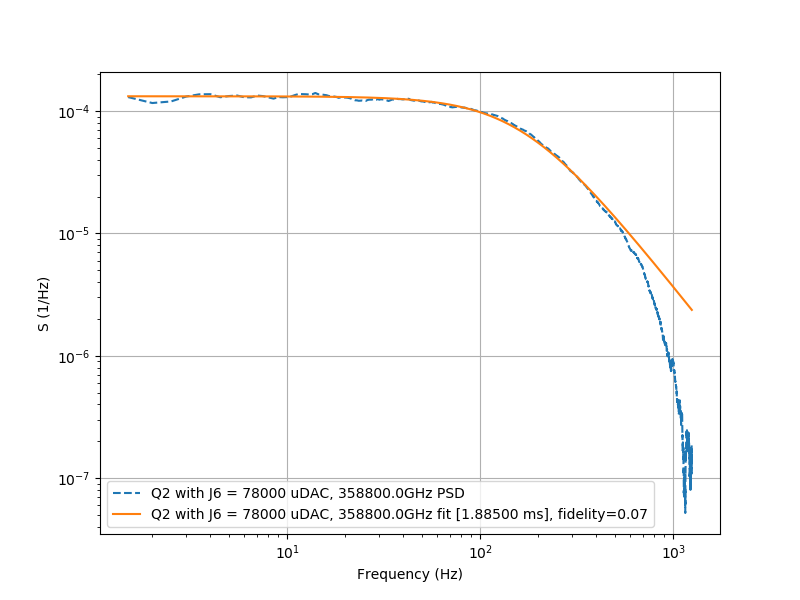 10⁻⁴
10⁻⁵
10⁻⁶
10⁻⁷
S (1/Hz)
Q2 with J6 = 78000 uDAC, 358800.0GHz PSD
Q2 with J6 = 78000 uDAC, 358800.0GHz fit [1.88500 ms], fidelity=0.07
10¹ 10² 10³
Frequency (Hz)